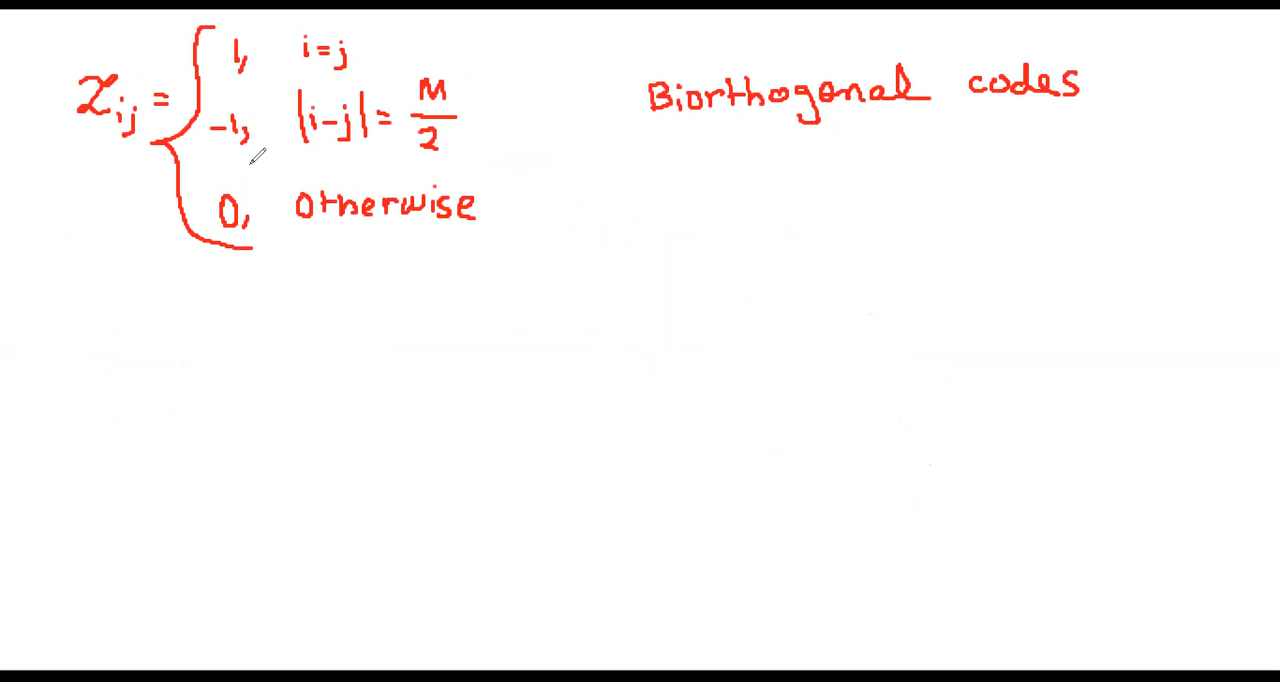 Z_ij = { 1, i = j
-1, |i-j| = M/2
0, otherwise
Biorthogonal codes